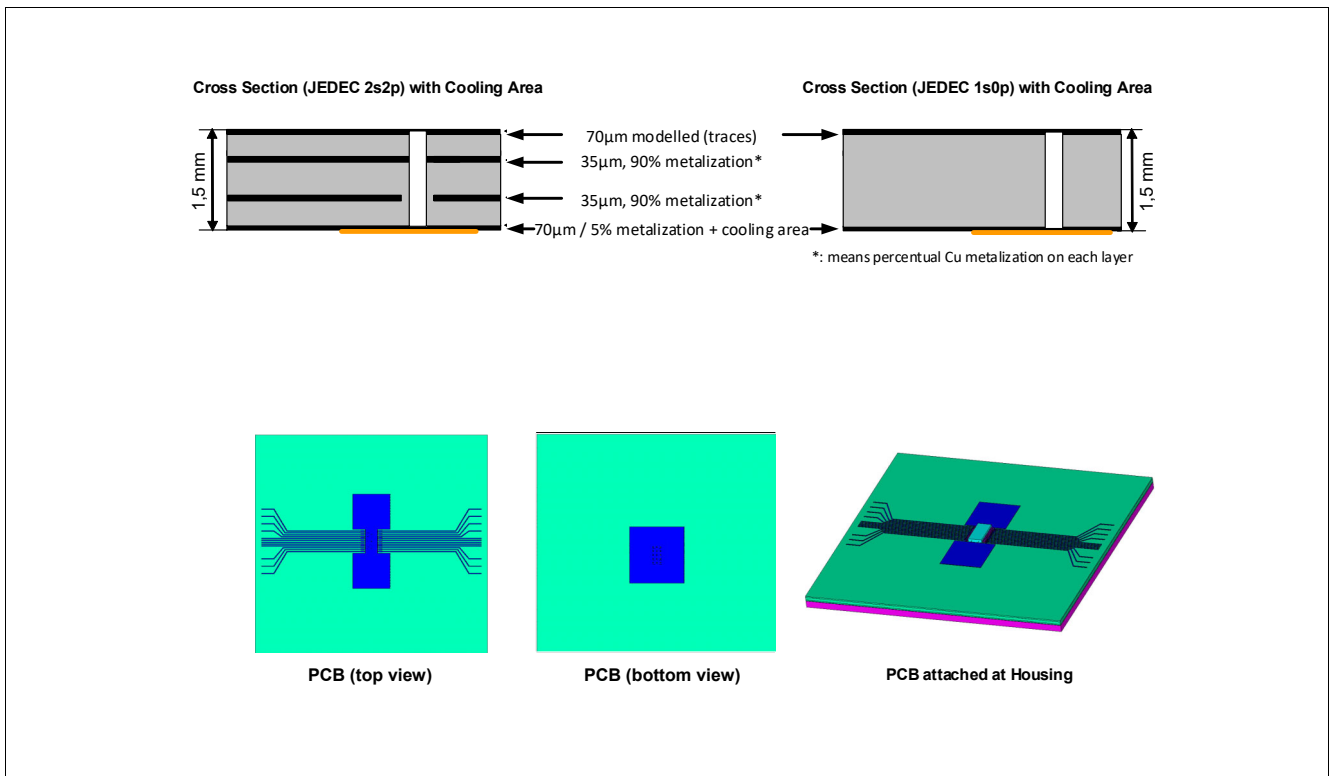 Cross Section (JEDEC 2s2p) with Cooling Area
Cross Section (JEDEC 1s0p) with Cooling Area
1,5 mm
70µm modelled (traces)
35µm, 90% metalization*
35µm, 90% metalization*
70µm / 5% metalization + cooling area
1,5 mm
*: means percentual Cu metalization on each layer
PCB (top view)
PCB (bottom view)
PCB attached at Housing